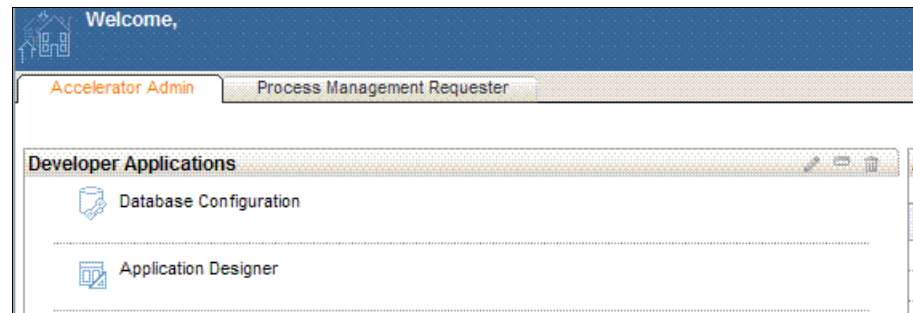 Welcome,
Accelerator Admin Process Management Requester
Developer Applications
Database Configuration
Application Designer